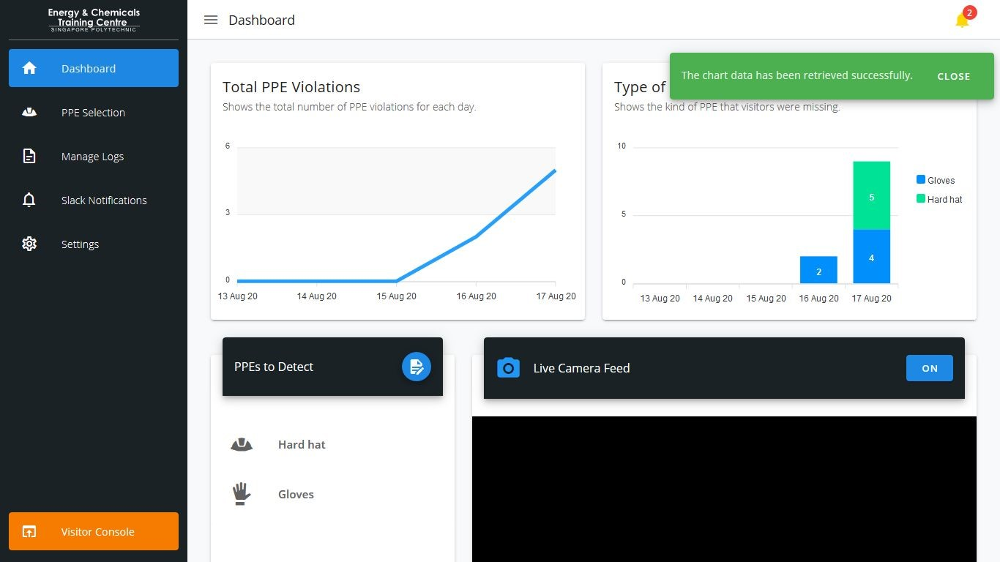 Energy & Chemicals
Training Centre
SINGAPORE POLYTECHNIC
Dashboard
PPE Selection
Manage Logs
Slack Notifications
Settings
Visitor Console
Dashboard
2
The chart data has been retrieved successfully.
CLOSE
Total PPE Violations
Shows the total number of PPE violations for each day.
6
3
0
13 Aug 20
14 Aug 20
15 Aug 20
16 Aug 20
17 Aug 20
Type of
Shows the kind of PPE that visitors were missing.
10
5
0
5
4
2
13 Aug 20
14 Aug 20
15 Aug 20
16 Aug 20
17 Aug 20
Gloves
Hard hat
PPEs to Detect
Hard hat
Gloves
Live Camera Feed
ON